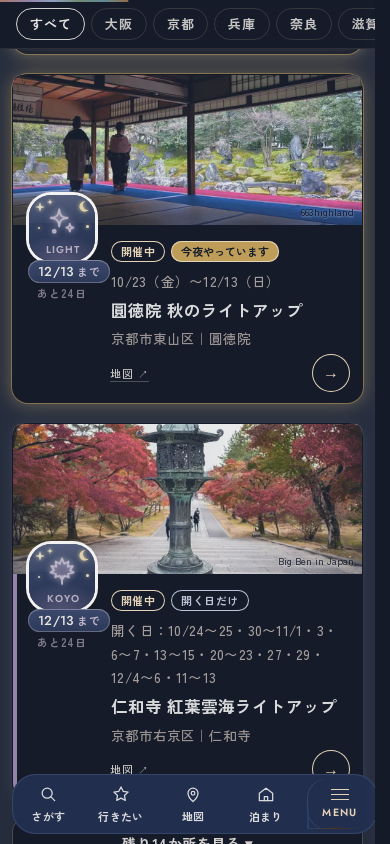 すべて
大阪
京都
兵庫
奈良
滋賀
663highland
LIGHT
12/13 まで
あと24日
開催中
今夜やっています
10/23（金）〜12/13（日）
圓徳院 秋のライトアップ
京都市東山区｜圓徳院
地図 ↗
→
Big Ben in Japan
KOYO
12/13 まで
あと24日
開催中
開く日だけ
開く日：10/24〜25・30〜11/1・3・
6〜7・13〜15・20〜23・27・29・
12/4〜6・11〜13
仁和寺 紅葉雲海ライトアップ
京都市右京区｜仁和寺
地図 ↗
→
さがす
行きたい
地図
泊まり
MENU
残り14か所を見る ▼